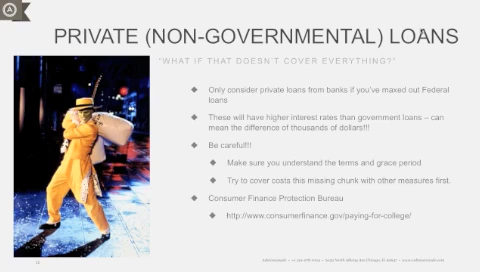 A
PRIVATE (NON-GOVERNMENTAL) LOANS
"WHAT IF THAT DOESN'T COVER EVERYTHING?"
Only consider private loans from banks if you've maxed out Federal
loans
These will have higher interest rates than government loans – can
mean the difference of thousands of dollars!!!
Be careful!!!
Make sure you understand the terms and grace period
Try to cover costs this missing chunk with other measures first.
Consumer Finance Protection Bureau
http://www.consumerfinance.gov/paying-for-college/